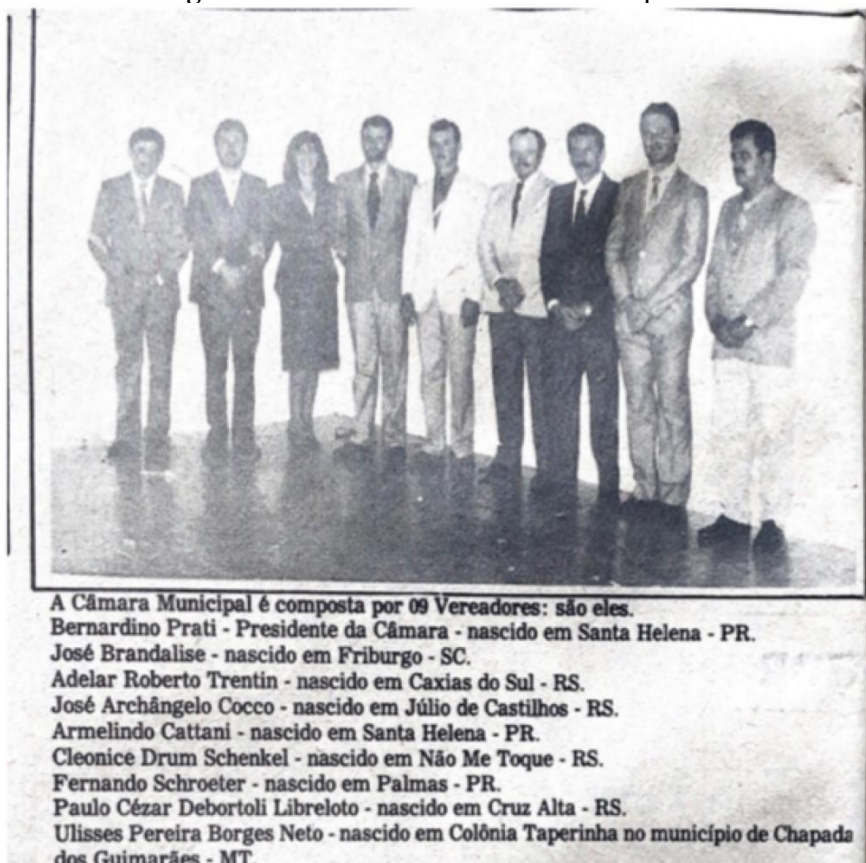 A Câmara Municipal é composta por 09 Vereadores: são eles.
Bernardino Prati - Presidente da Câmara - nascido em Santa Helena - PR.
José Brandalise - nascido em Friburgo - SC.
Adelar Roberto Trentin - nascido em Caxias do Sul - RS.
José Archângelo Cocco - nascido em Júlio de Castilhos - RS.
Armelindo Cattani - nascido em Santa Helena - PR.
Cleonice Drum Schenkel - nascido em Não Me Toque - RS.
Fernando Schroeter - nascido em Palmas - PR.
Paulo Cézar Debortoli Libreloto - nascido em Cruz Alta - RS.
Ulisses Pereira Borges Neto - nascido em Colônia Taperinha no município de Chapada
dos Guimarães - MT.